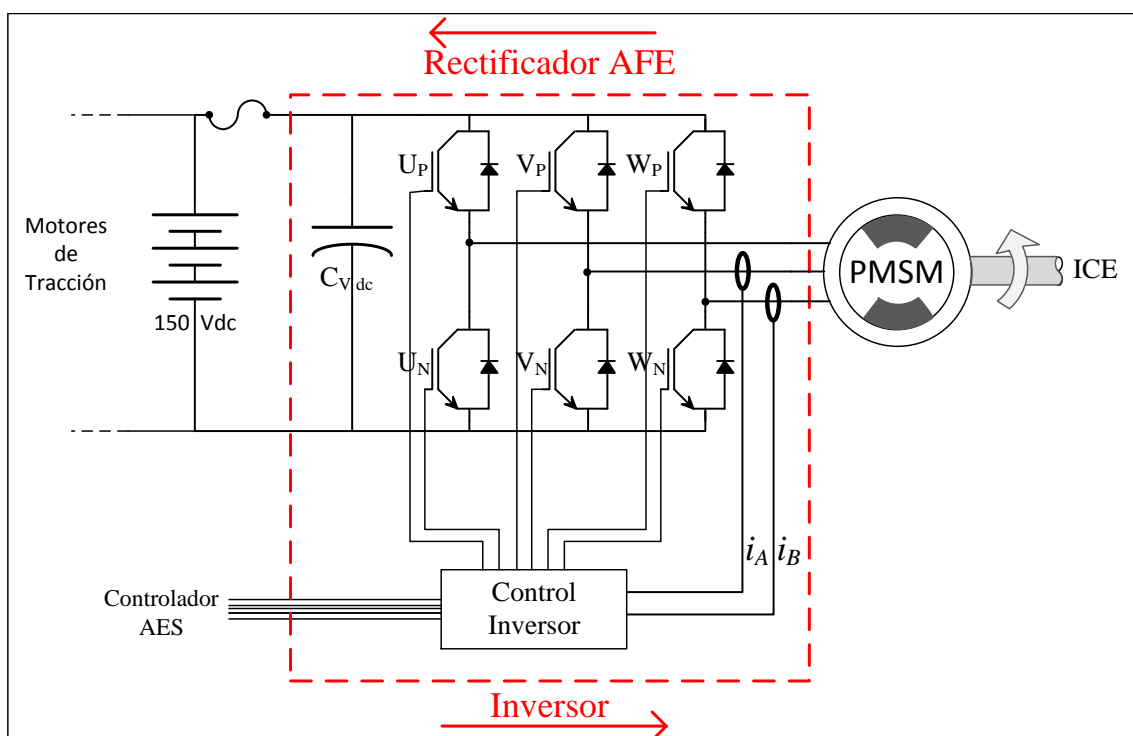 Rectificador AFE
U_P
V_P
W_P
Motores
de
Tracción
150 Vdc
C_Vdc
PMSM
ICE
U_N
V_N
W_N
i_A
i_B
Controlador
AES
Control
Inversor
Inversor